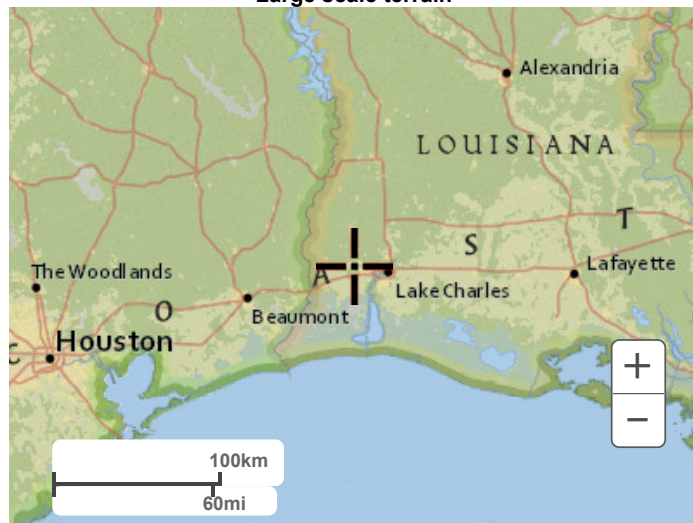 Large scale terrain
Alexandria
LOUISIANA
T
S
The Woodlands
A
Lafayette
Lake Charles
O
Beaumont
Houston
C
+
−
100km
60mi